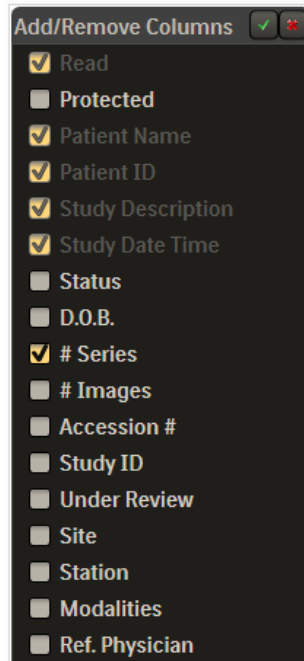 Add/Remove Columns
Read
Protected
Patient Name
Patient ID
Study Description
Study Date Time
Status
D.O.B.
# Series
# Images
Accession #
Study ID
Under Review
Site
Station
Modalities
Ref. Physician